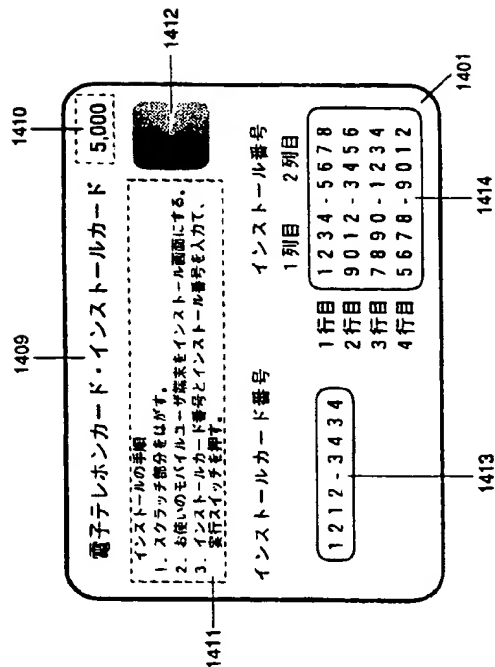 1409
1410
1412
電子テレホンカード・インストールカード
5,000
インストールの手順
1. スクラッチ部分をはがす。
2. お使いのモバイルユーザ端末をインストール画面にする。
3. インストールカード番号とインストール番号を入力て、
実行スイッチを押す。
1411
インストールカード番号
1212-3434
1413
インストール番号
1列目 2列目
1行目 1234-5678
2行目 9012-3456
3行目 7890-1234
4行目 5678-9012
1414
1401